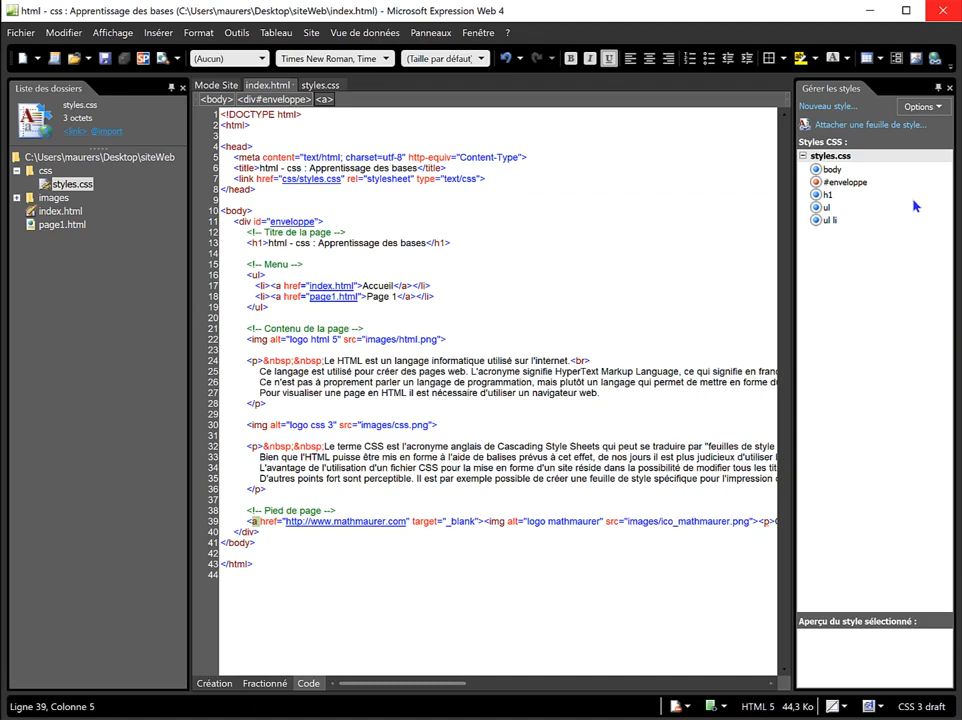 html - css : Apprentissage des bases (C:\Users\maurers\Desktop\siteWeb\index.html) - Microsoft Expression Web 4
Fichier Modifier Affichage Insérer Format Outils Tableau Site Vue de données Panneaux Fenêtre ?
(Aucun) Times New Roman, Time (Taille par défaut) B I U A
Liste des dossiers
styles.css
3 octets
<link> @import
C:\Users\maurers\Desktop\siteWeb
css
styles.css
images
index.html
page1.html
Mode Site index.html styles.css
<body> <div#enveloppe> <a>
1 <!DOCTYPE html>
2 <html>
3
4 <head>
5 <meta content="text/html; charset=utf-8" http-equiv="Content-Type">
6 <title>html - css : Apprentissage des bases</title>
7 <link href="css/styles.css" rel="stylesheet" type="text/css">
8 </head>
9
10 <body>
11 <div id="enveloppe">
12 <!-- Titre de la page -->
13 <h1>html - css : Apprentissage des bases</h1>
14
15 <!-- Menu -->
16 <ul>
17 <li><a href="index.html">Accueil</a></li>
18 <li><a href="page1.html">Page 1</a></li>
19 </ul>
20
21 <!-- Contenu de la page -->
22 <img alt="logo html 5" src="images/html.png">
23
24 <p>&nbsp;&nbsp;Le HTML est un langage informatique utilisé sur l'internet.<br>
25 Ce langage est utilisé pour créer des pages web. L'acronyme signifie HyperText Markup Language, ce qui signifie en franc
26 Ce n'est pas à proprement parler un langage de programmation, mais plutôt un langage qui permet de mettre en forme du
27 Pour visualiser une page en HTML il est nécessaire d'utiliser un navigateur web.
28 </p>
29
30 <img alt="logo css 3" src="images/css.png">
31
32 <p>&nbsp;&nbsp;Le terme CSS est l'acronyme anglais de Cascading Style Sheets qui peut se traduire par "feuilles de style
33 Bien que l'HTML puisse être mis en forme à l'aide de balises prévus à cet effet, de nos jours il est plus judicieux d'utiliser l
34 L'avantage de l'utilisation d'un fichier CSS pour la mise en forme d'un site réside dans la possibilité de modifier tous les tit
35 D'autres points fort sont perceptible. Il est par exemple possible de créer une feuille de style spécifique pour l'impression
36 </p>
37
38 <!-- Pied de page -->
39 <a href="http://www.mathmaurer.com" target="_blank"><img alt="logo mathmaurer" src="images/ico_mathmaurer.png"><p>C
40 </div>
41 </body>
42
43 </html>
44
Création Fractionné Code
Gérer les styles
Nouveau style... Options
Attacher une feuille de style...
Styles CSS :
styles.css
body
#enveloppe
h1
ul
ul li
Aperçu du style sélectionné :
Ligne 39, Colonne 5 HTML 5 44,3 Ko CSS 3 draft